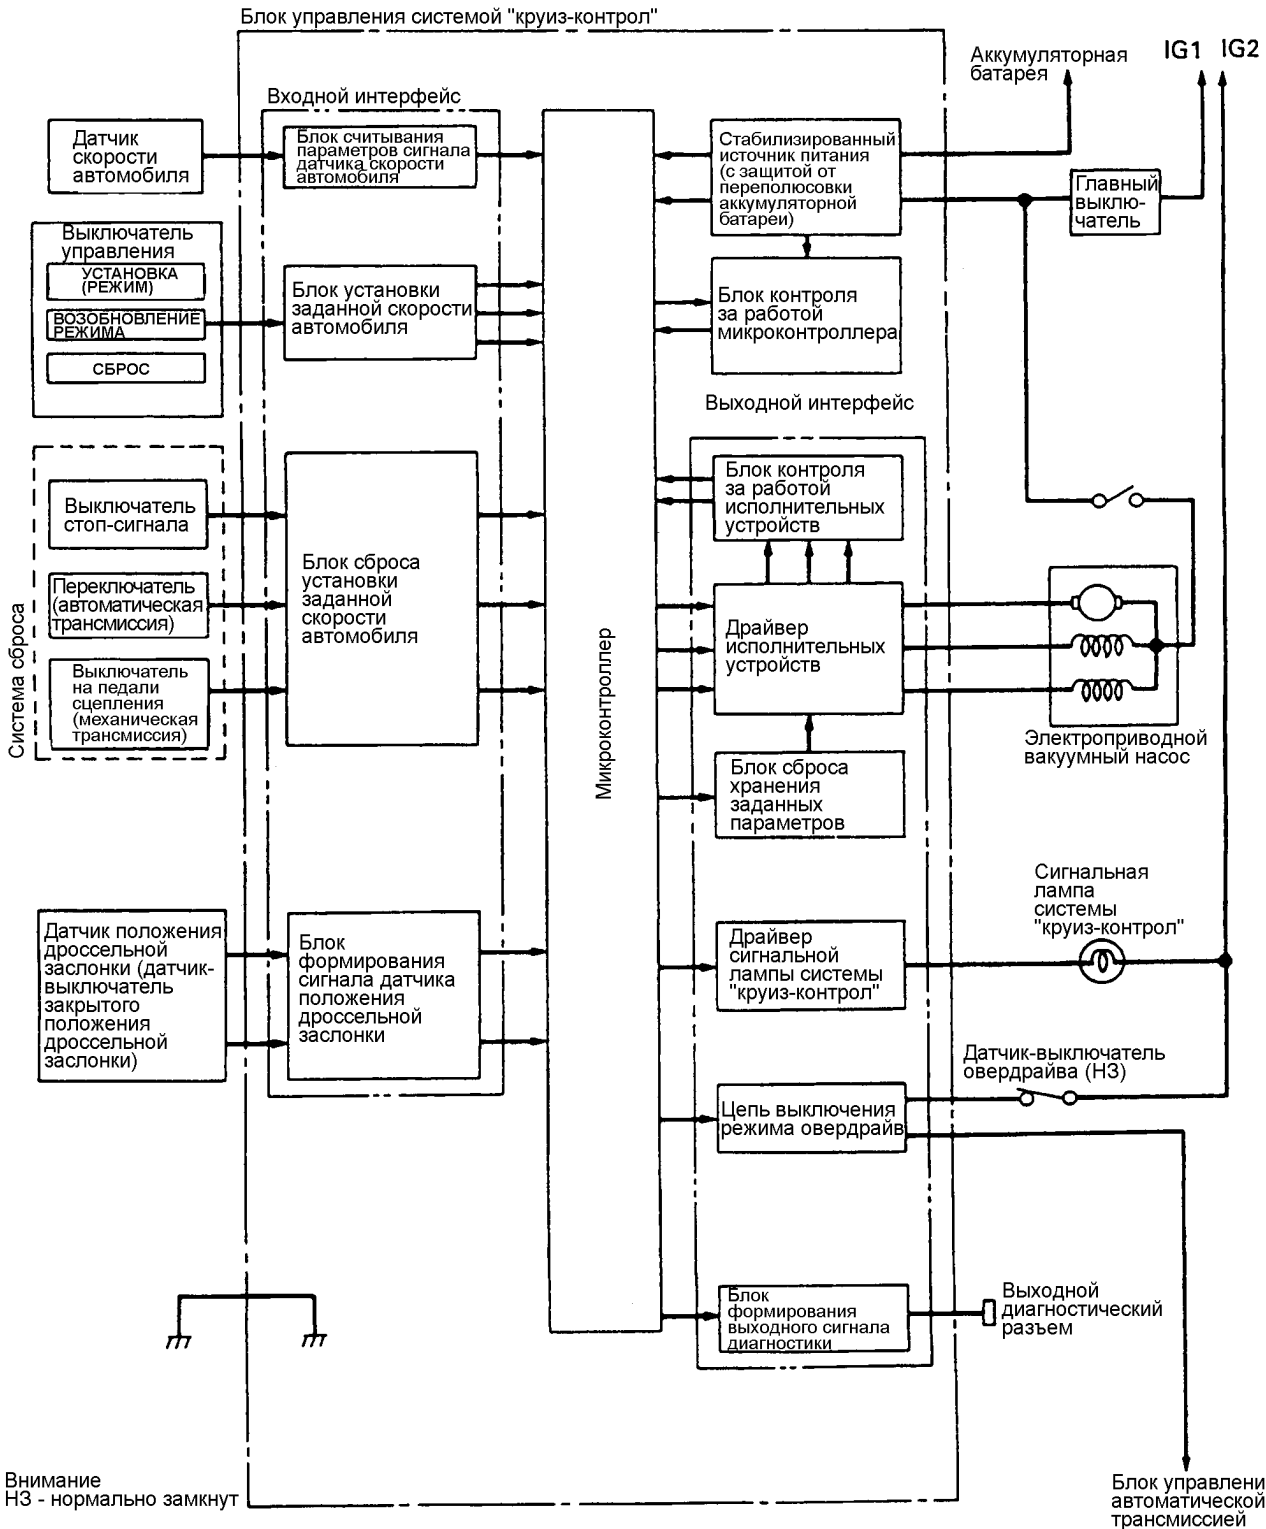 Блок управления системой "круиз-контрол"
Аккумуляторная
батарея
IG1
IG2
Входной интерфейс
Датчик
скорости
автомобиля
Блок считывания
параметров сигнала
датчика скорости
автомобиля
Стабилизированный
источник питания
(с защитой от
переполюсовки
аккумуляторной
батареи)
Главный
выклю-
чатель
Выключатель
управления
УСТАНОВКА
(РЕЖИМ)
ВОЗОБНОВЛЕНИЕ
РЕЖИМА
СБРОС
Блок установки
заданной скорости
автомобиля
Блок контроля
за работой
микроконтроллера
Выходной интерфейс
Система сброса
Выключатель
стоп-сигнала
Переключатель
(автоматическая
трансмиссия)
Выключатель
на педали
сцепления
(механическая
трансмиссия)
Блок сброса
установки
заданной
скорости
автомобиля
Микроконтроллер
Блок контроля
за работой
исполнительных
устройств
Драйвер
исполнительных
устройств
Электроприводной
вакуумный насос
Блок сброса
хранения
заданных
параметров
Сигнальная
лампа
системы
"круиз-контрол"
Датчик положения
дроссельной
заслонки (датчик-
выключатель
закрытого
положения
дроссельной
заслонки)
Блок
формирования
сигнала датчика
положения
дроссельной
заслонки
Драйвер
сигнальной
лампы системы
"круиз-контрол"
Датчик-выключатель
овердрайва (НЗ)
Цепь выключения
режима овердрайв
Блок
формирования
выходного сигнала
диагностики
Выходной
диагностический
разъем
Внимание
НЗ - нормально замкнут
Блок управлени
автоматической
трансмиссией